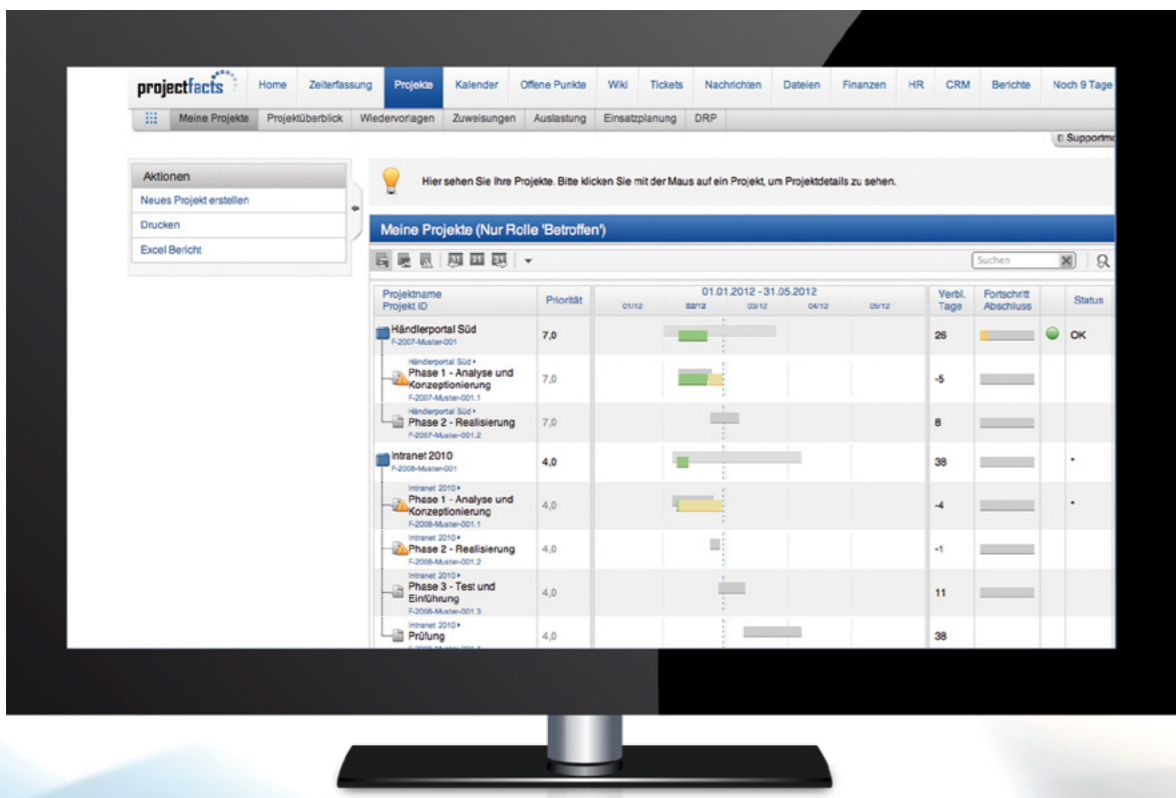 projectfacts
Home Zeiterfassung Projekte Kalender Offene Punkte Wiki Tickets Nachrichten Dateien Finanzen HR CRM Berichte Noch 9 Tage
Meine Projekte Projektüberblick Wiedervorlagen Zuweisungen Auslastung Einsatzplanung DRP
Supportmo
Aktionen
Neues Projekt erstellen
Drucken
Excel Bericht
Hier sehen Sie Ihre Projekte. Bitte klicken Sie mit der Maus auf ein Projekt, um Projektdetails zu sehen.
Meine Projekte (Nur Rolle 'Betroffen')
31 31 31 Suchen
Projektname
Projekt ID
Priorität
01.01.2012 - 31.05.2012
01/12 02/12 03/12 04/12 05/12
Verbl.
Tage
Fortschritt
Abschluss
Status
Händlerportal Süd
F-2007-Muster-001
7,0 26 OK
Händlerportal Süd
Phase 1 - Analyse und
Konzeptionierung
F-2007-Muster-001.1
7,0 -5
Händlerportal Süd
Phase 2 - Realisierung
F-2007-Muster-001.2
7,0 8
Intranet 2010
F-2008-Muster-001
4,0 38
Intranet 2010
Phase 1 - Analyse und
Konzeptionierung
F-2008-Muster-001.1
4,0 -4
Intranet 2010
Phase 2 - Realisierung
F-2008-Muster-001.2
4,0 -1
Intranet 2010
Phase 3 - Test und
Einführung
F-2008-Muster-001.3
4,0 11
Intranet 2010
Prüfung
4,0 38